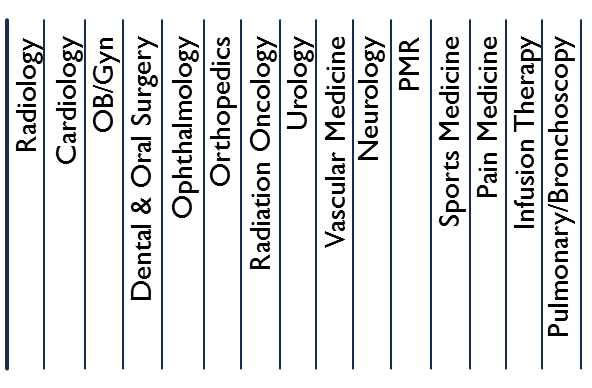 Radiology
Cardiology
OB/Gyn
Dental & Oral Surgery
Ophthalmology
Orthopedics
Radiation Oncology
Urology
Vascular Medicine
Neurology
PMR
Sports Medicine
Pain Medicine
Infusion Therapy
Pulmonary/Bronchoscopy